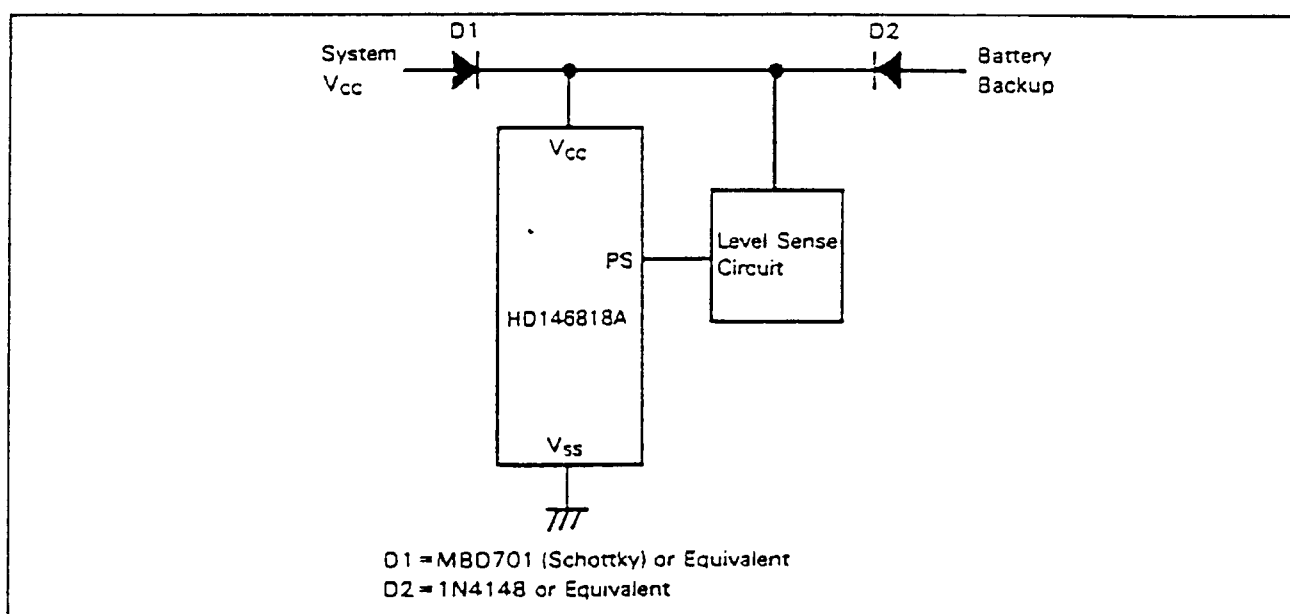 D1
D2
System
VCC
Battery
Backup
VCC
PS
Level Sense
Circuit
HD146818A
VSS
D1=MBD701 (Schottky) or Equivalent
D2=1N4148 or Equivalent